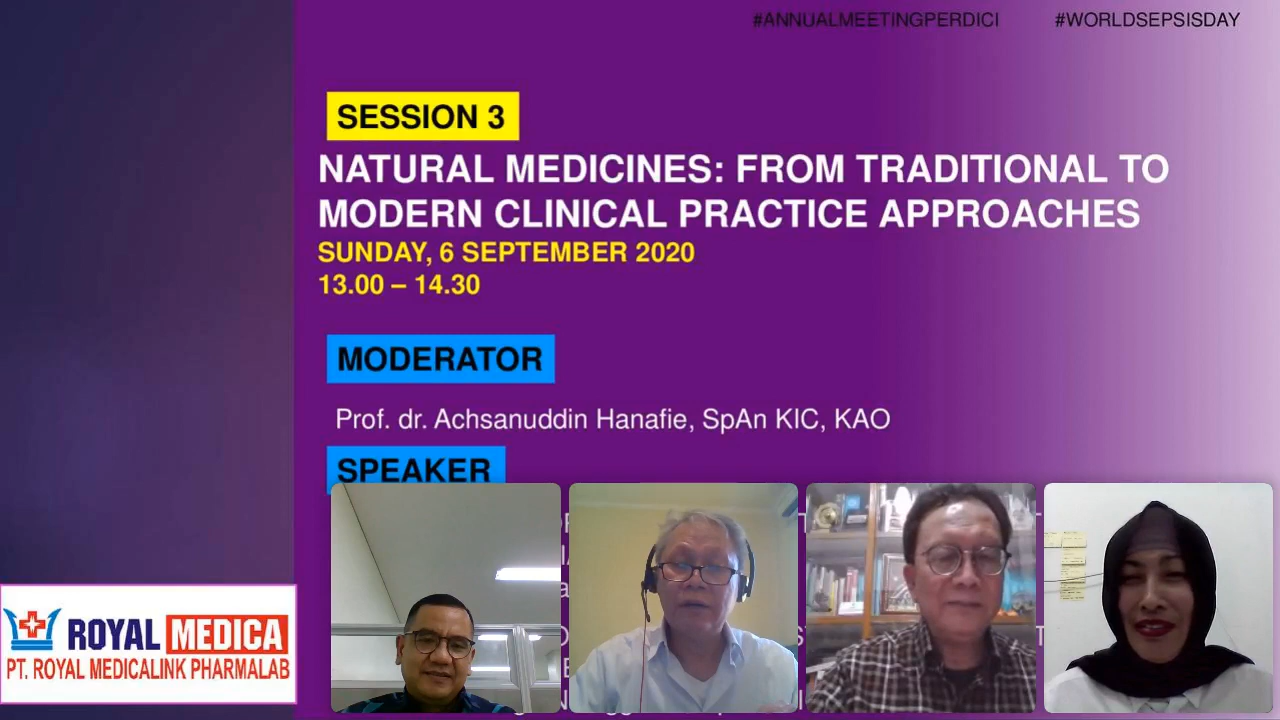 #ANNUALMEETINGPERDICI #WORLDSEPSISDAY
SESSION 3
NATURAL MEDICINES: FROM TRADITIONAL TO
MODERN CLINICAL PRACTICE APPROACHES
SUNDAY, 6 SEPTEMBER 2020
13.00 – 14.30
MODERATOR
Prof. dr. Achsanuddin Hanafie, SpAn KIC, KAO
SPEAKER
ROYAL MEDICA
PT. ROYAL MEDICALINK PHARMALAB